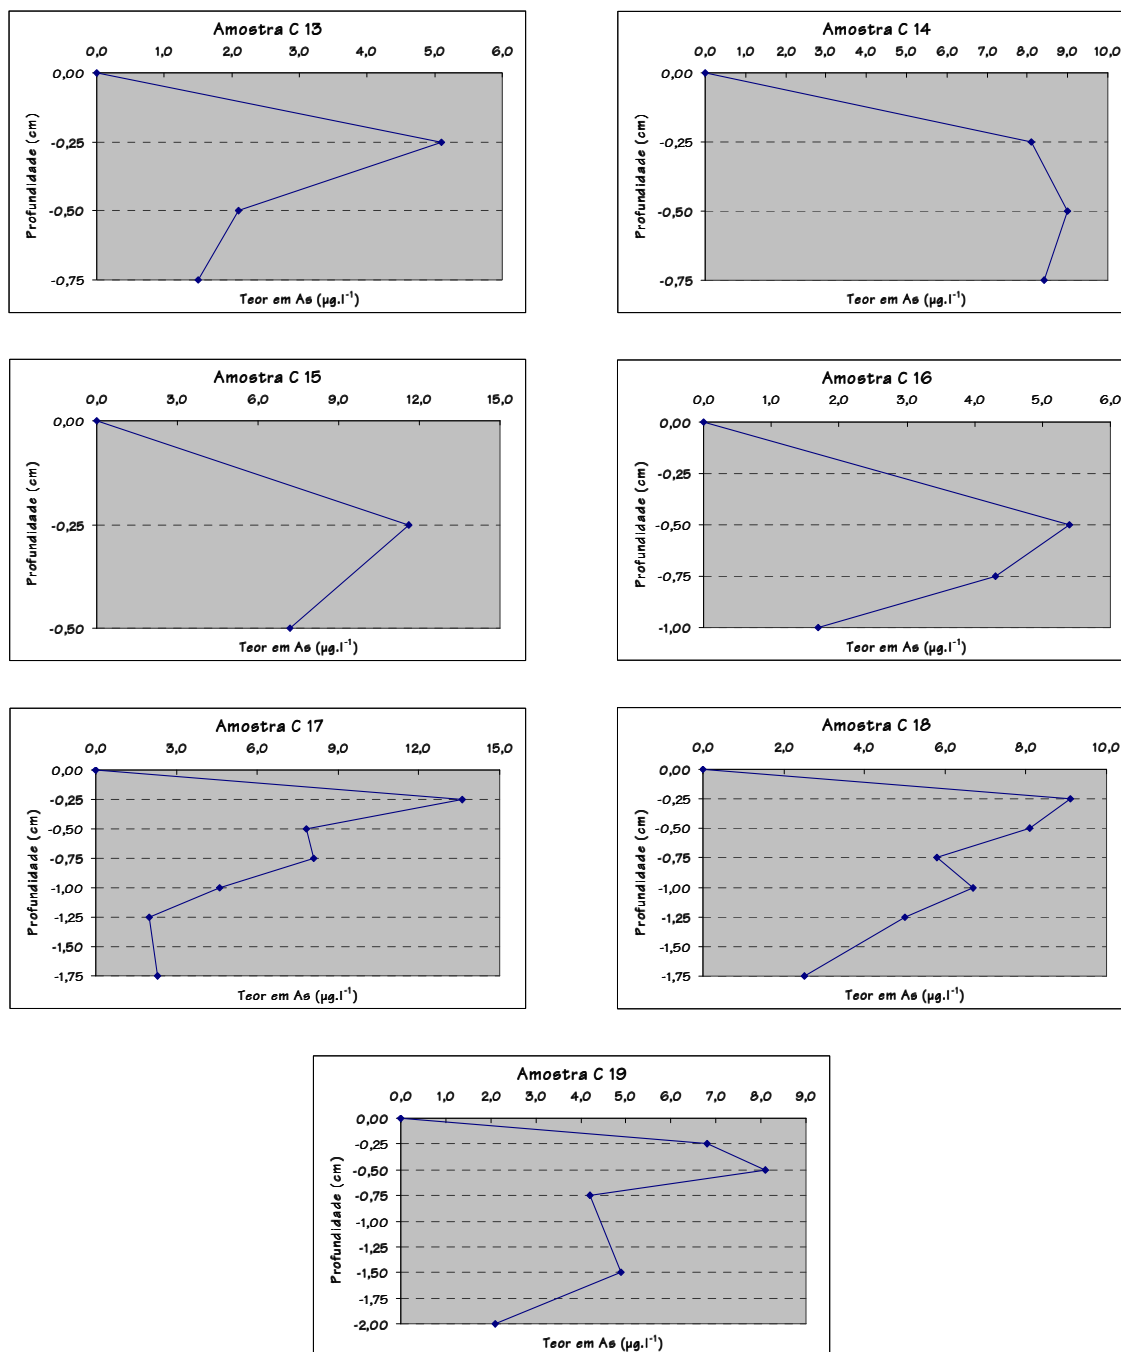 Amostra C 13
0,0 1,0 2,0 3,0 4,0 5,0 6,0
0,00
-0,25
-0,50
-0,75
Profundidade (cm)
Teor em As (µg.l⁻¹)
Amostra C 14
0,0 1,0 2,0 3,0 4,0 5,0 6,0 7,0 8,0 9,0 10,0
0,00
-0,25
-0,50
-0,75
Profundidade (cm)
Teor em As (µg.l⁻¹)
Amostra C 15
0,0 3,0 6,0 9,0 12,0 15,0
0,00
-0,25
-0,50
Profundidade (cm)
Teor em As (µg.l⁻¹)
Amostra C 16
0,0 1,0 2,0 3,0 4,0 5,0 6,0
0,00
-0,25
-0,50
-0,75
-1,00
Profundidade (cm)
Teor em As (µg.l⁻¹)
Amostra C 17
0,0 3,0 6,0 9,0 12,0 15,0
0,00
-0,25
-0,50
-0,75
-1,00
-1,25
-1,50
-1,75
Profundidade (cm)
Teor em As (µg.l⁻¹)
Amostra C 18
0,0 2,0 4,0 6,0 8,0 10,0
0,00
-0,25
-0,50
-0,75
-1,00
-1,25
-1,50
-1,75
Profundidade (cm)
Teor em As (µg.l⁻¹)
Amostra C 19
0,0 1,0 2,0 3,0 4,0 5,0 6,0 7,0 8,0 9,0
0,00
-0,25
-0,50
-0,75
-1,00
-1,25
-1,50
-1,75
-2,00
Profundidade (cm)
Teor em As (µg.l⁻¹)